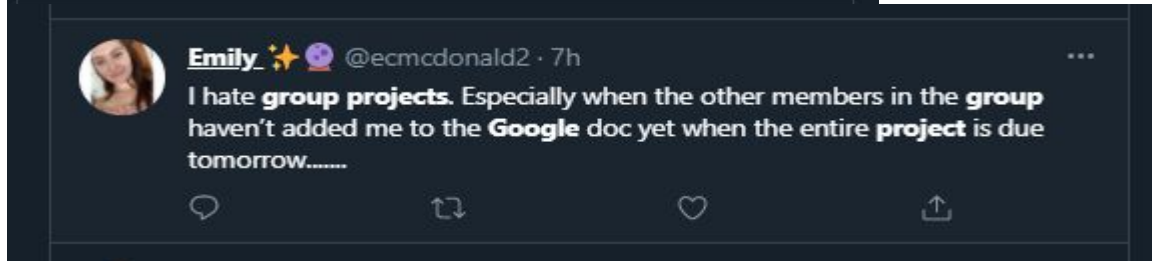 Emily ✨🔮 @ecmcdonald2 · 7h
I hate group projects. Especially when the other members in the group
haven’t added me to the Google doc yet when the entire project is due
tomorrow.......